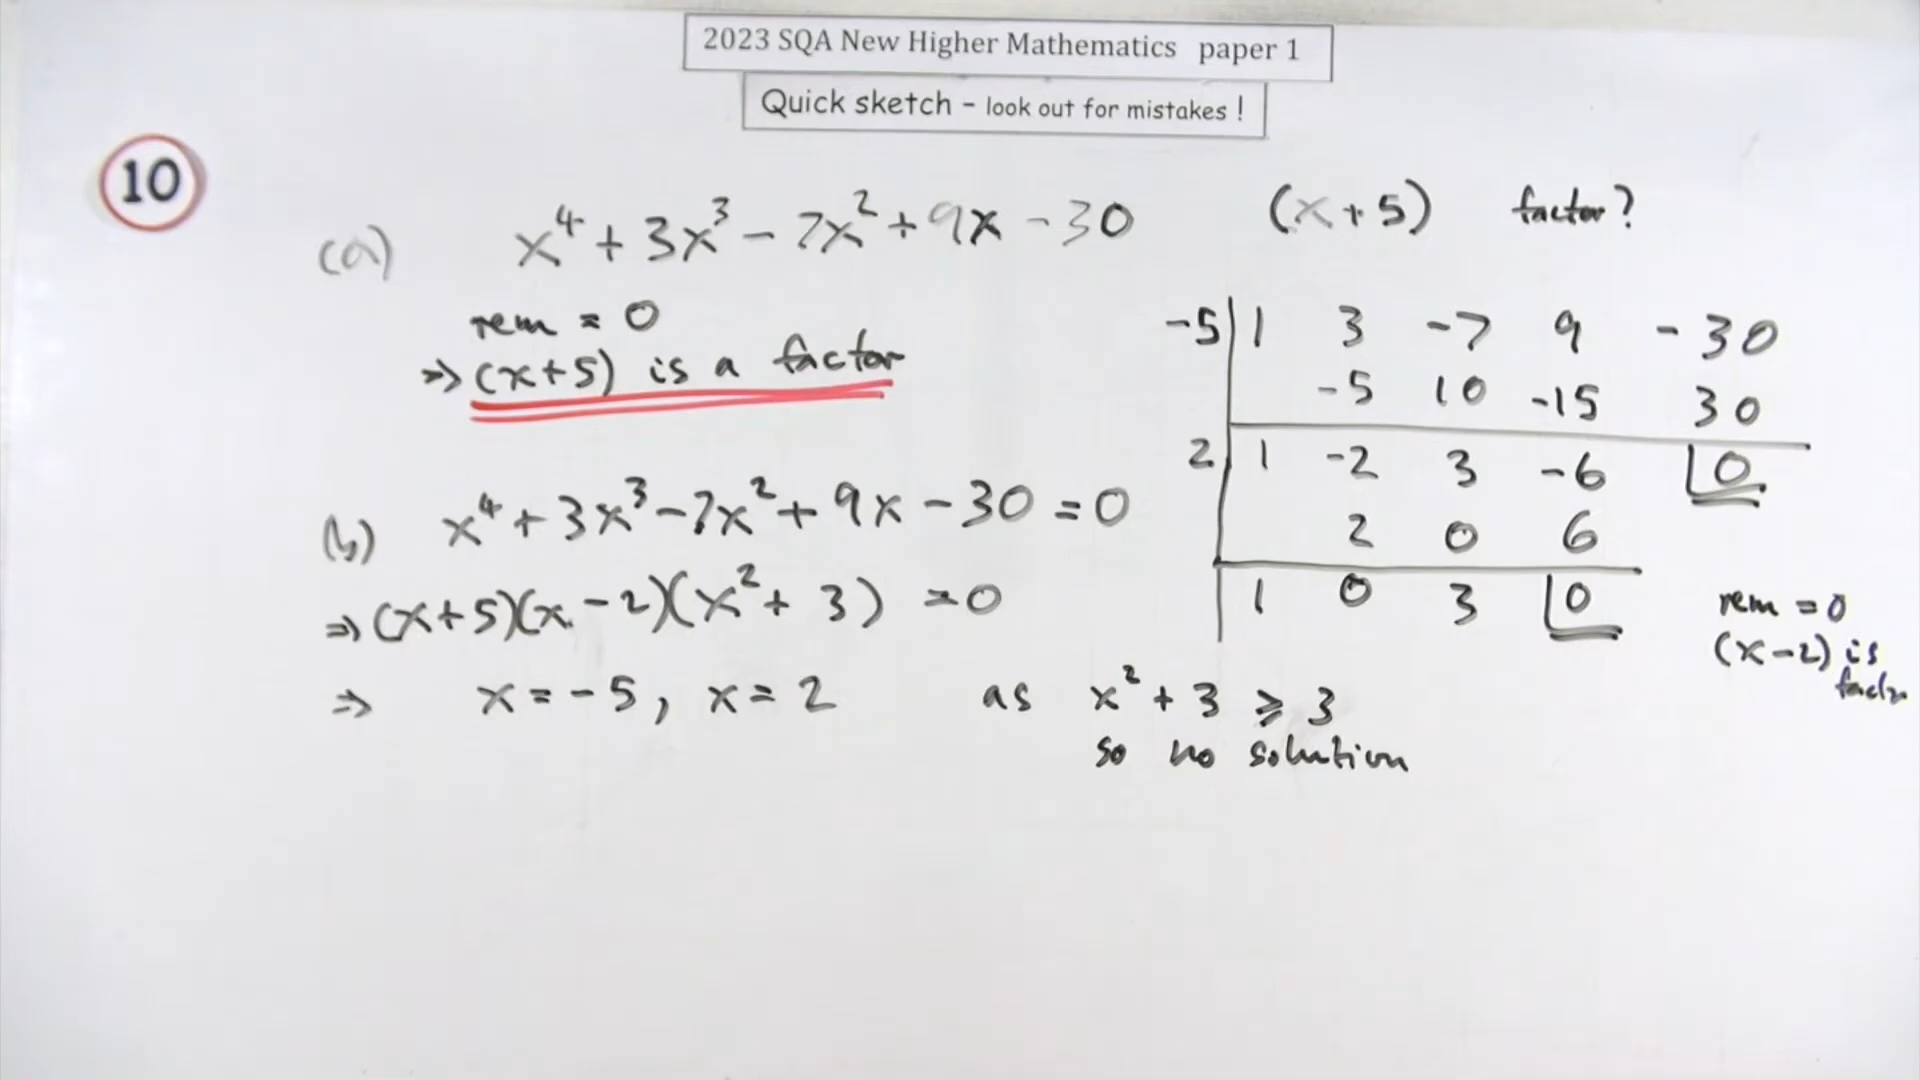 2023 SQA New Higher Mathematics paper 1
Quick sketch – look out for mistakes !
10
(a) x⁴ + 3x³ – 7x² + 9x – 30 (x + 5) factor?
rem = 0
⇒ (x+5) is a factor
-5 | 1 3 -7 9 -30
-5 10 -15 30
2 | 1 -2 3 -6 | 0
2 0 6
1 0 3 | 0
rem = 0
(x-2) is
factor
(b) x⁴ + 3x³ – 7x² + 9x – 30 = 0
⇒ (x+5)(x-2)(x² + 3) = 0
⇒ x = -5, x = 2 as x² + 3 ⩾ 3
so no solution